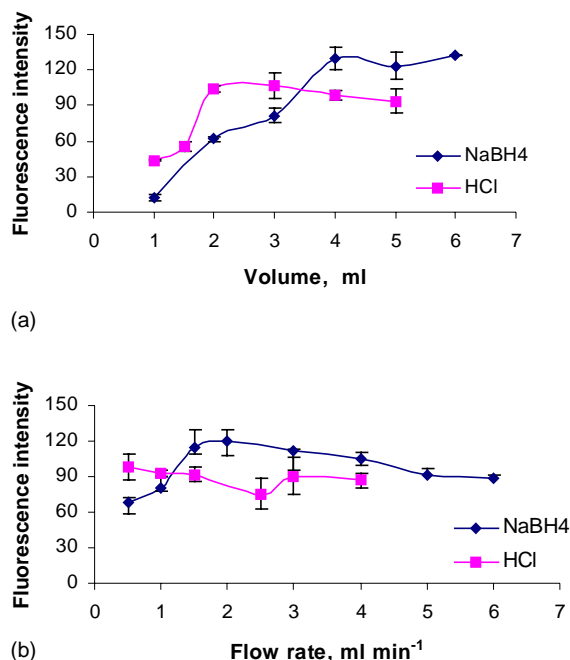 Fluorescence intensity
150
120
90
60
30
0
0 1 2 3 4 5 6 7
NaBH4
HCl
Volume, ml
(a)
Fluorescence intensity
150
120
90
60
30
0
0 1 2 3 4 5 6 7
NaBH4
HCl
Flow rate, ml min⁻¹
(b)